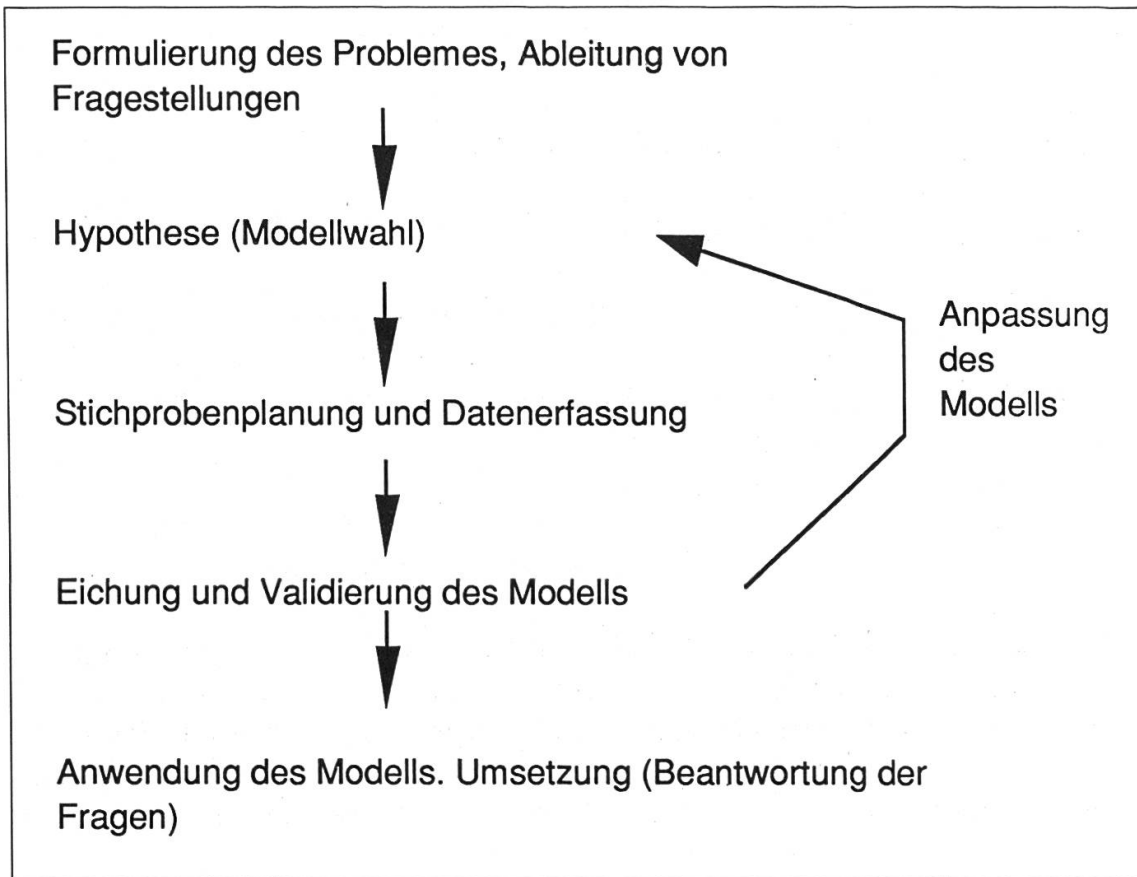 Formulierung des Problemes, Ableitung von
Fragestellungen
Hypothese (Modellwahl)
Anpassung
des
Modells
Stichprobenplanung und Datenerfassung
Eichung und Validierung des Modells
Anwendung des Modells. Umsetzung (Beantwortung der
Fragen)